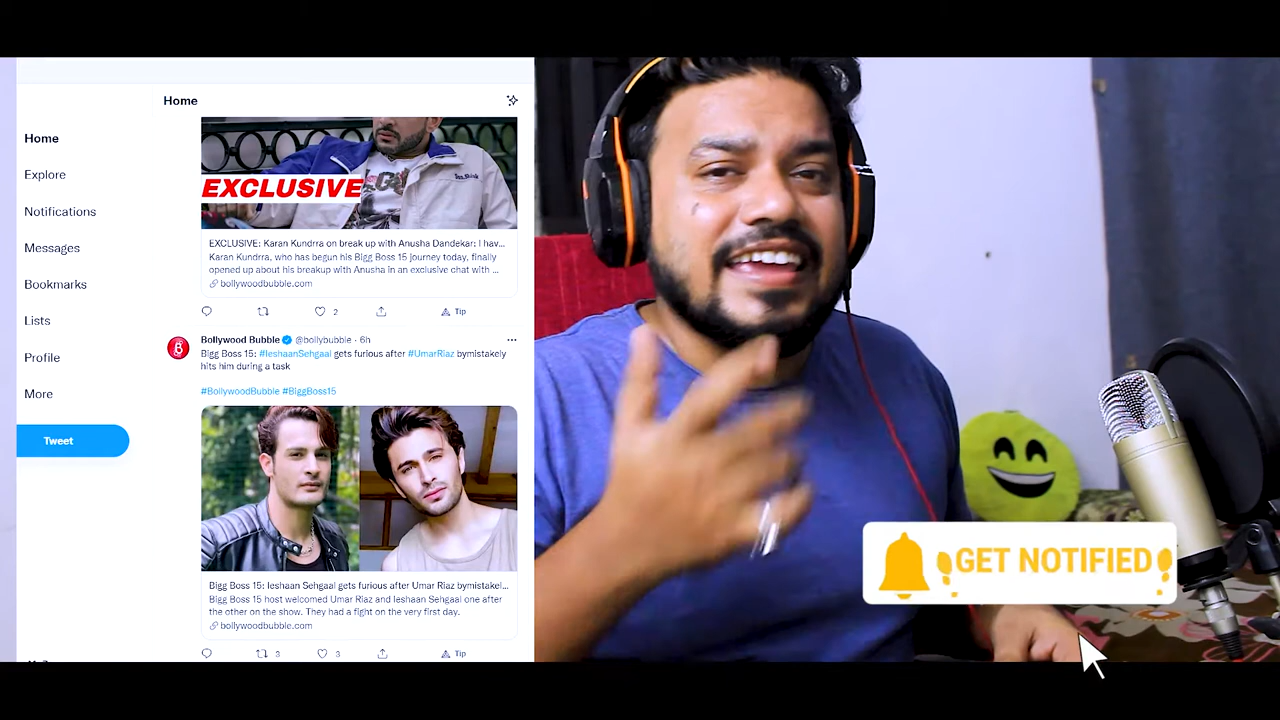 Home
Home
Explore
Notifications
Messages
Bookmarks
Lists
Profile
More
Tweet
EXCLUSIVE
EXCLUSIVE: Karan Kundrra on break up with Anusha Dandekar: I hav...
Karan Kundrra, who has begun his Bigg Boss 15 journey today, finally
opened up about his breakup with Anusha in an exclusive chat with ...
bollywoodbubble.com
2
Tip
Bollywood Bubble @bollybubble · 6h
Bigg Boss 15: #IeshaanSehgaal gets furious after #UmarRiaz bymistakely
hits him during a task
#BollywoodBubble #BiggBoss15
Bigg Boss 15: Ieshaan Sehgaal gets furious after Umar Riaz bymistakel...
Bigg Boss 15 host welcomed Umar Riaz and Ieshaan Sehgaal one after
the other on the show. They had a fight on the very first day.
bollywoodbubble.com
3
3
Tip
GET NOTIFIED